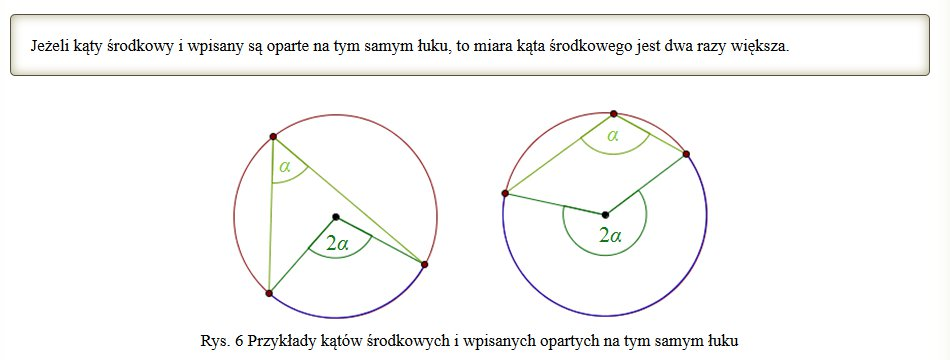 Jeżeli kąty środkowy i wpisany są oparte na tym samym łuku, to miara kąta środkowego jest dwa razy większa.
α
2α
α
2α
Rys. 6 Przykłady kątów środkowych i wpisanych opartych na tym samym łuku